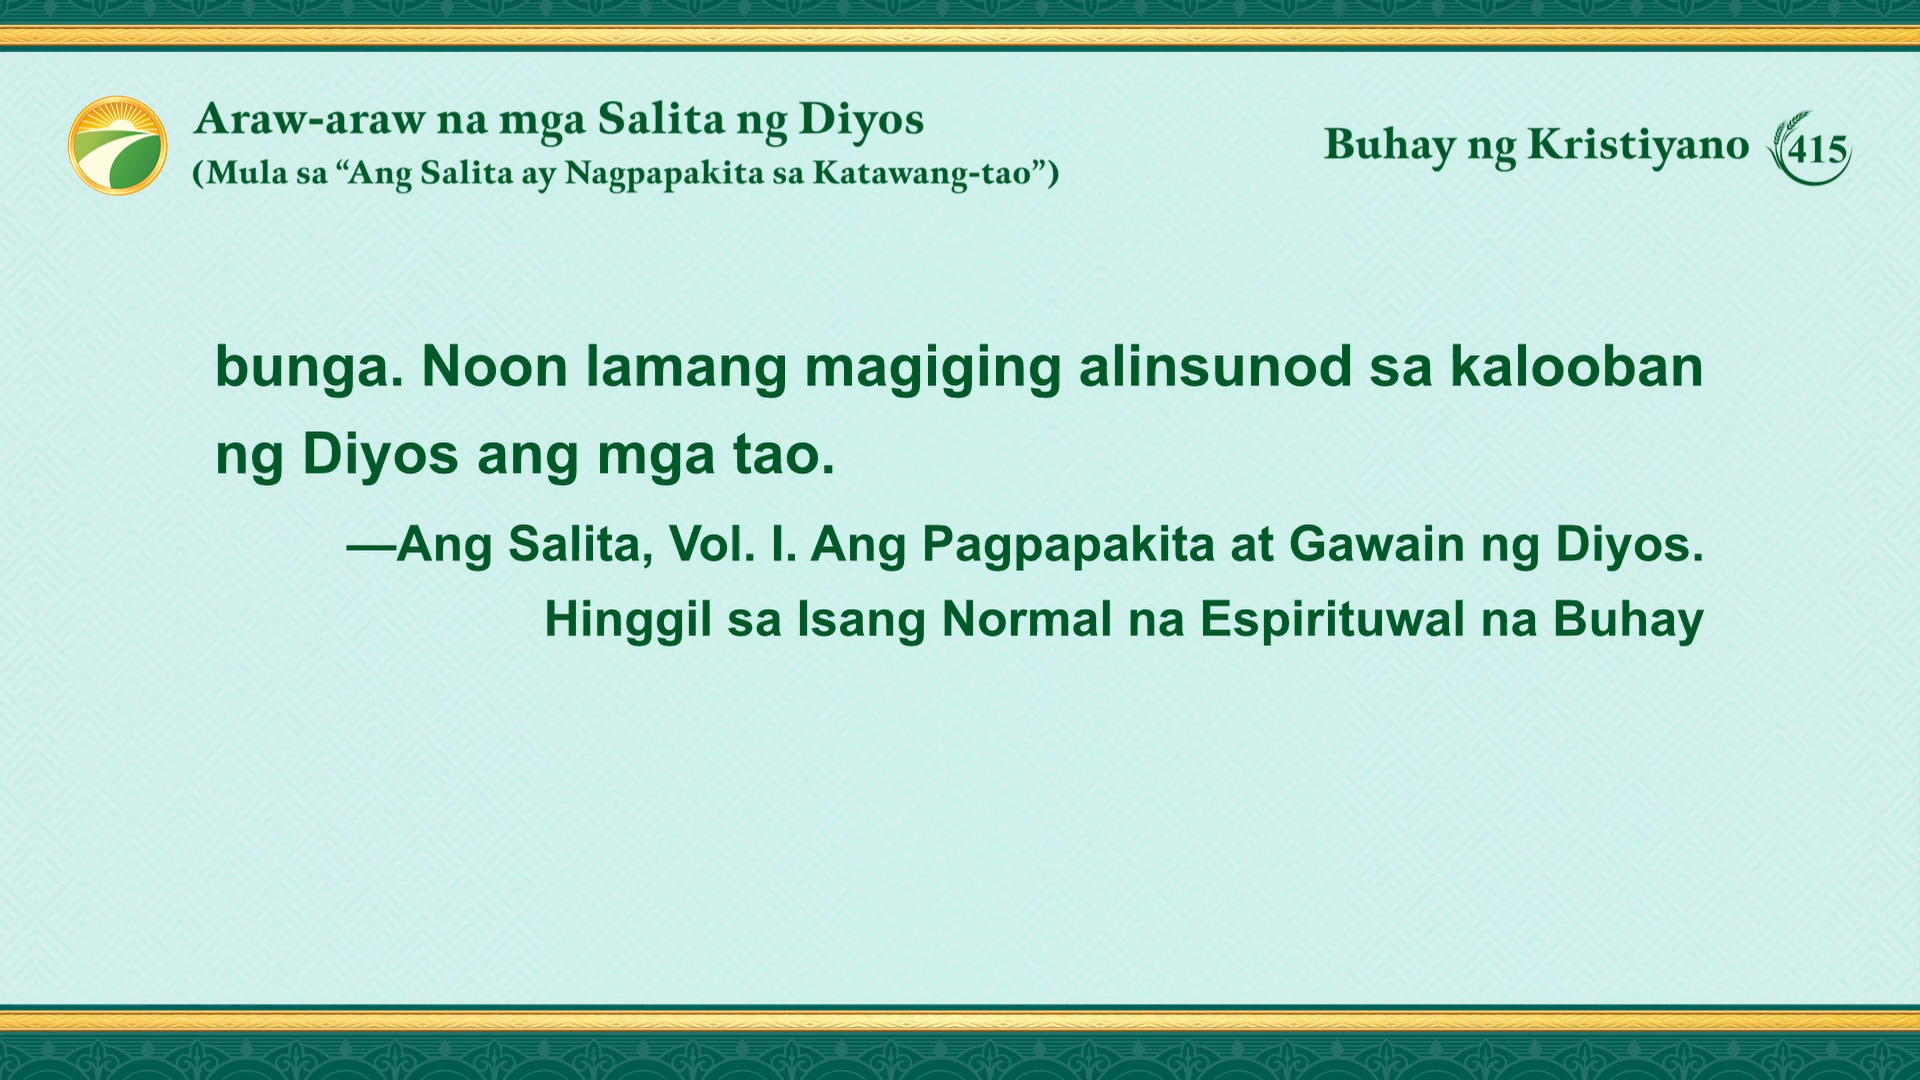 Araw-araw na mga Salita ng Diyos
(Mula sa “Ang Salita ay Nagpapakita sa Katawang-tao”)
Buhay ng Kristiyano 415
bunga. Noon lamang magiging alinsunod sa kalooban
ng Diyos ang mga tao.
—Ang Salita, Vol. I. Ang Pagpapakita at Gawain ng Diyos.
Hinggil sa Isang Normal na Espirituwal na Buhay